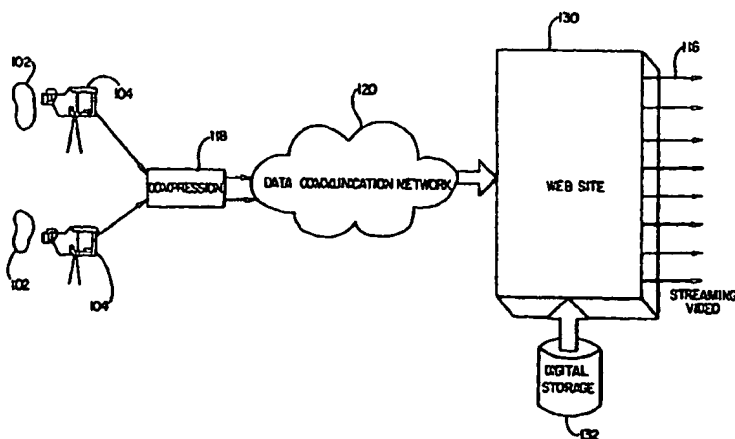 130
116
102
104
120
118
COMPRESSION
DATA COMMUNICATION NETWORK
WEB SITE
102
104
STREAMING
VIDEO
DIGITAL
STORAGE
132